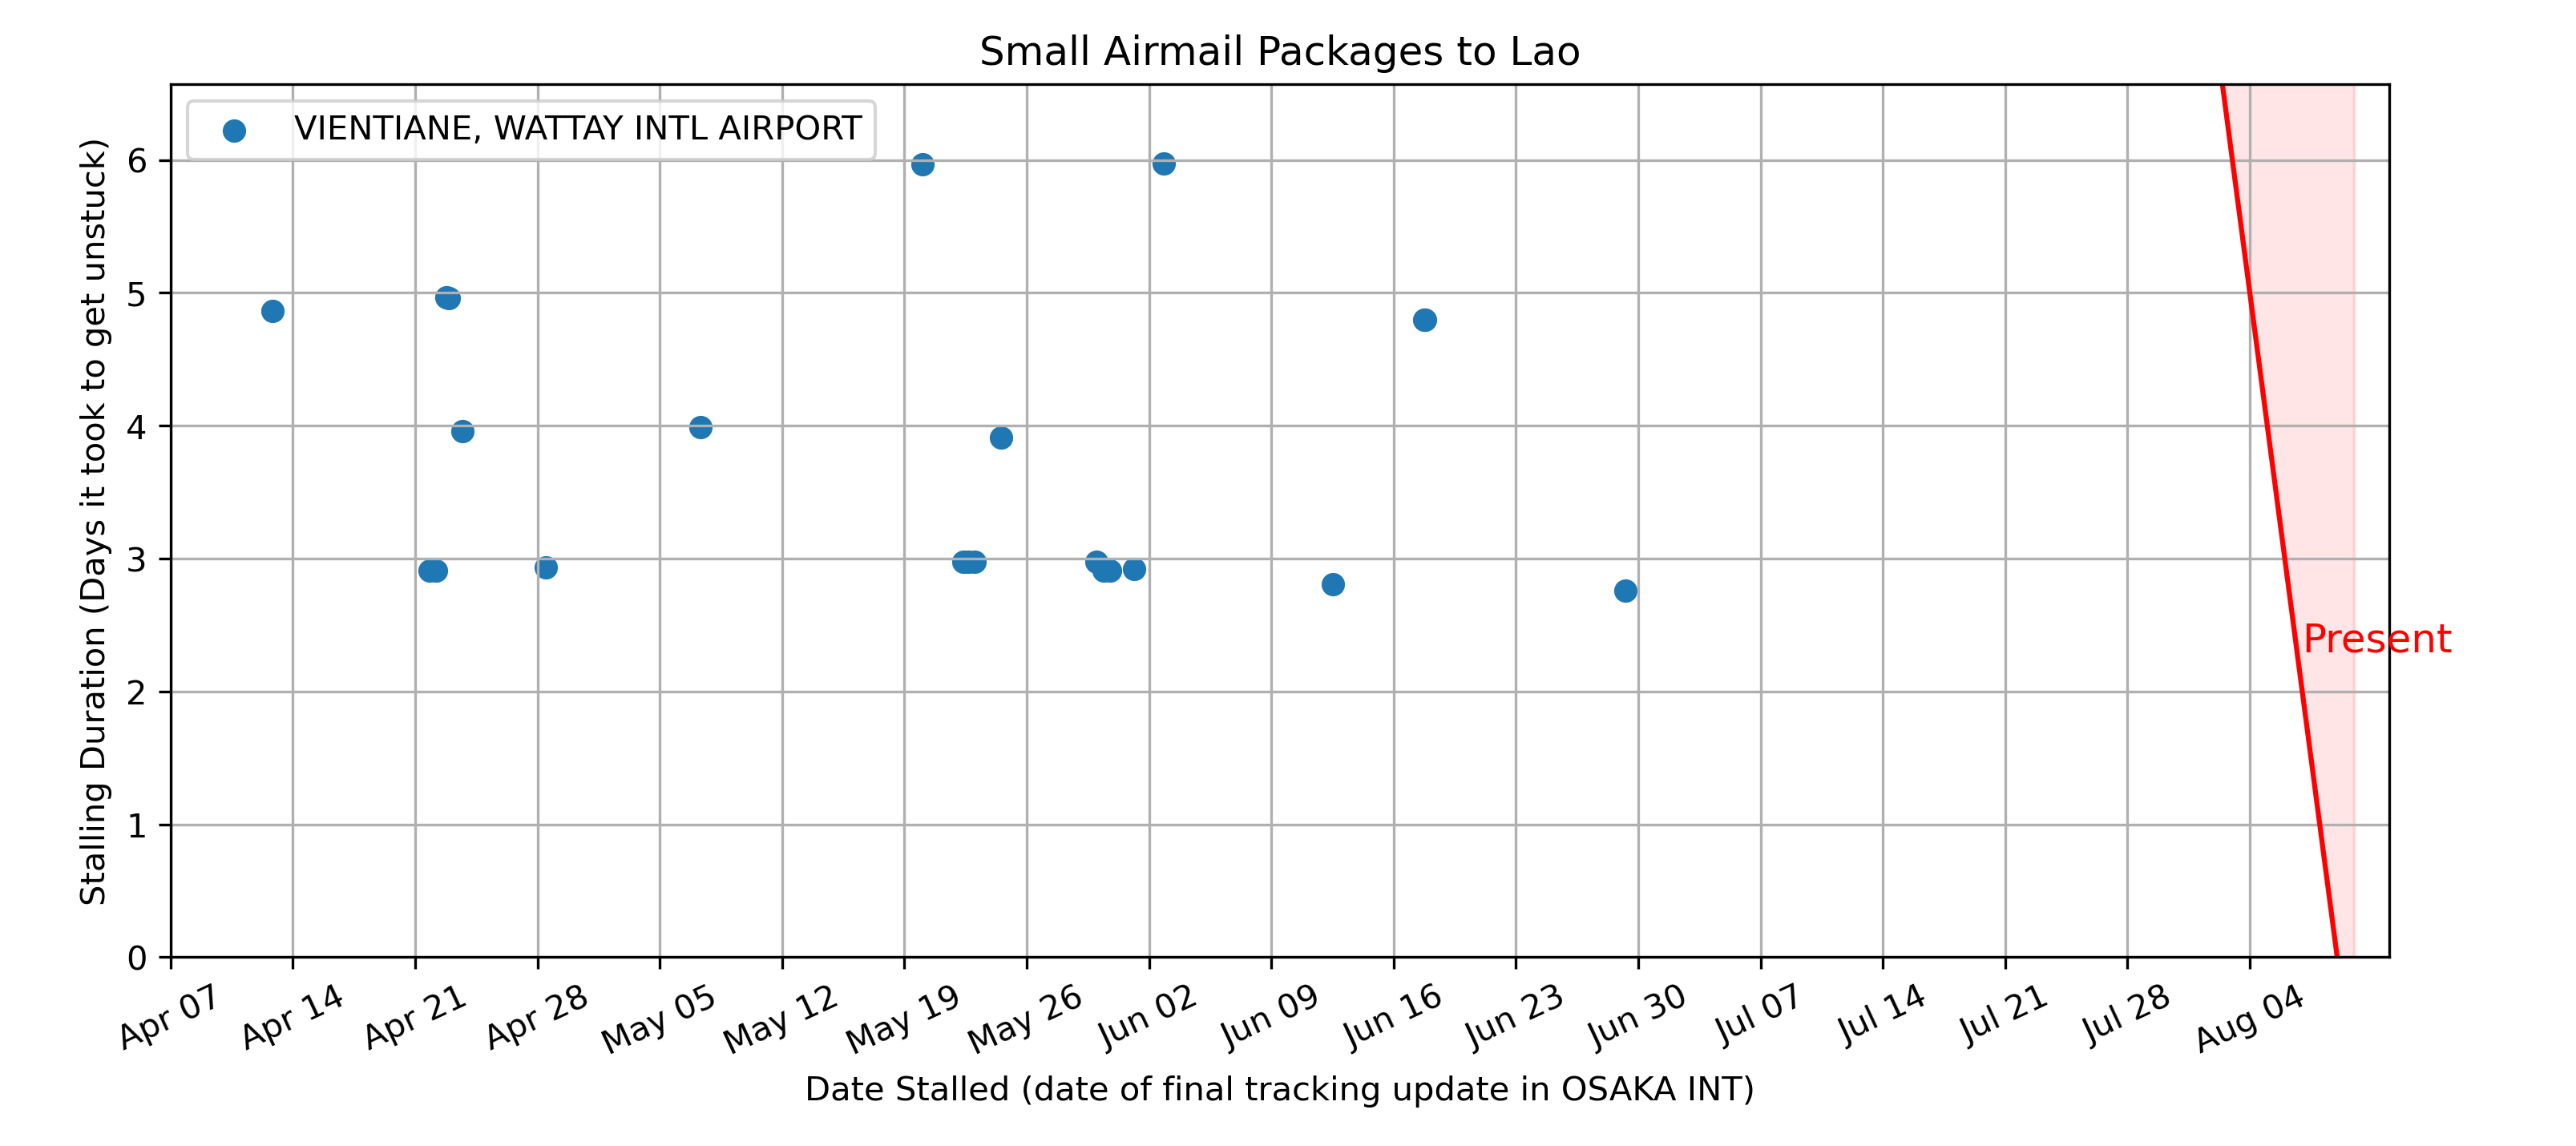 Small Airmail Packages to Lao
VIENTIANE, WATTAY INTL AIRPORT
Stalling Duration (Days it took to get unstuck)
6
5
4
3
2
1
0
Present
Apr 07
Apr 14
Apr 21
Apr 28
May 05
May 12
May 19
May 26
Jun 02
Jun 09
Jun 16
Jun 23
Jun 30
Jul 07
Jul 14
Jul 21
Jul 28
Aug 04
Date Stalled (date of final tracking update in OSAKA INT)